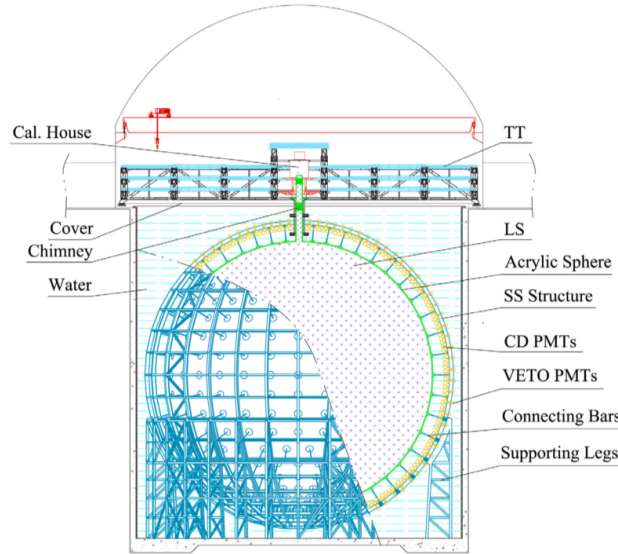 Cal. House
TT
Cover
Chimney
LS
Water
Acrylic Sphere
SS Structure
CD PMTs
VETO PMTs
Connecting Bars
Supporting Legs